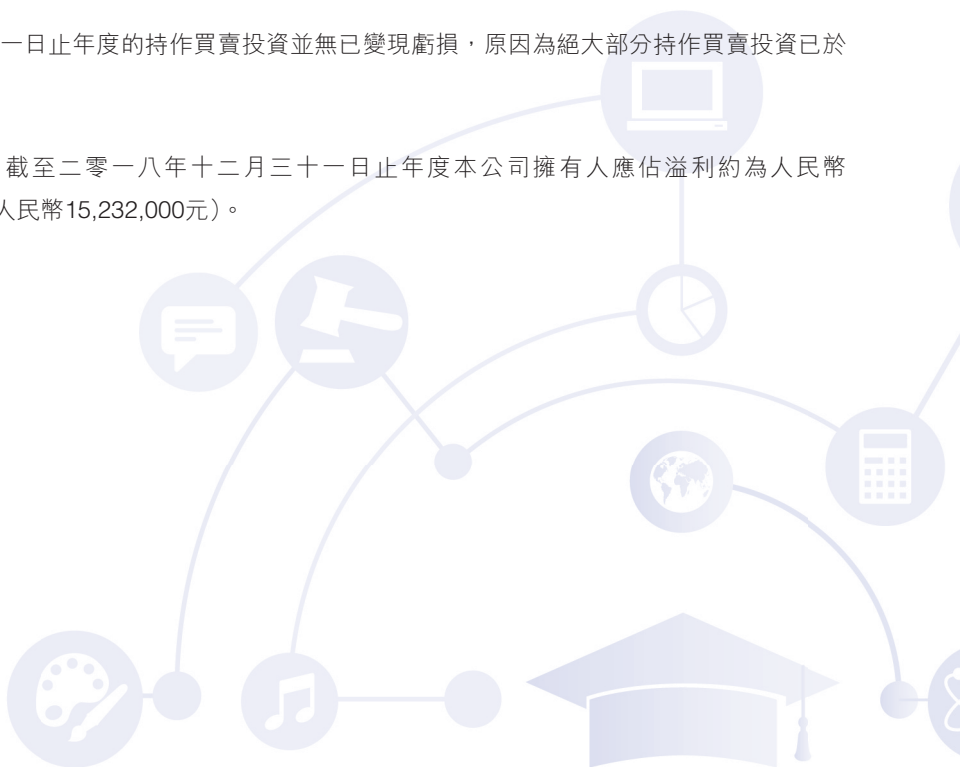 一日止年度的持作買賣投資並無已變現虧損，原因為絕大部分持作買賣投資已於
截至二零一八年十二月三十一日止年度本公司擁有人應佔溢利約為人民幣
人民幣15,232,000元）。